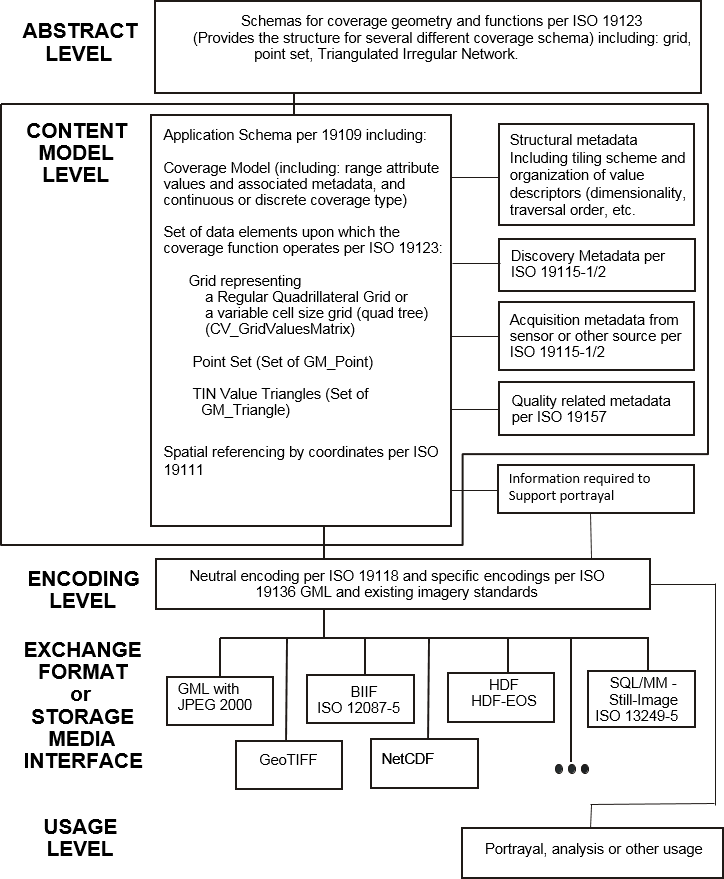 ABSTRACT
LEVEL
Schemas for coverage geometry and functions per ISO 19123
(Provides the structure for several different coverage schema) including: grid,
point set, Triangulated Irregular Network.
CONTENT
MODEL
LEVEL
Application Schema per 19109 including:
Coverage Model (including: range attribute
values and associated metadata, and
continuous or discrete coverage type)
Set of data elements upon which the
coverage function operates per ISO 19123:
Grid representing
a Regular Quadrillateral Grid or
a variable cell size grid (quad tree)
(CV_GridValuesMatrix)
Point Set (Set of GM_Point)
TIN Value Triangles (Set of
GM_Triangle)
Spatial referencing by coordinates per ISO
19111
Structural metadata
Including tiling scheme and
organization of value
descriptors (dimensionality,
traversal order, etc.
Discovery Metadata per
ISO 19115-1/2
Acquisition metadata from
sensor or other source per
ISO 19115-1/2
Quality related metadata
per ISO 19157
Information required to
Support portrayal
ENCODING
LEVEL
Neutral encoding per ISO 19118 and specific encodings per ISO
19136 GML and existing imagery standards
EXCHANGE
FORMAT
or
STORAGE
MEDIA
INTERFACE
GML with
JPEG 2000
BIIF
ISO 12087-5
HDF
HDF-EOS
SQL/MM -
Still-Image
ISO 13249-5
GeoTIFF
NetCDF
USAGE
LEVEL
Portrayal, analysis or other usage